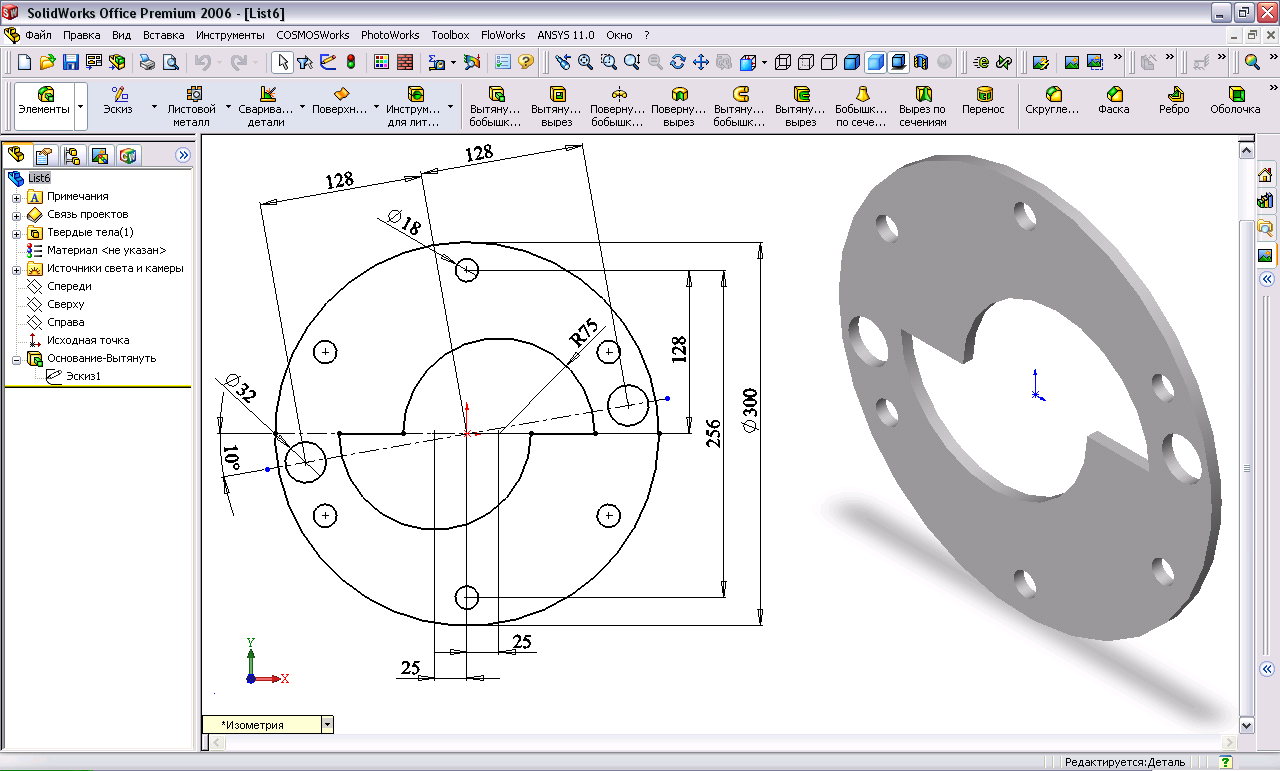 SolidWorks Office Premium 2006 - [List6]
Файл Правка Вид Вставка Инструменты COSMOSWorks PhotoWorks Toolbox FloWorks ANSYS 11.0 Окно ?
Элементы Эскиз Листовой металл Сварива... детали Поверхн... Инструм... для лит... Вытяну... бобышк... Вытяну... вырез Поверну... бобышк... Поверну... вырез Вытяну... бобышк... Вытяну... вырез Бобышк... по сече... Вырез по сечениям Перенос Скругле... Фаска Ребро Оболочка
List6
Примечания
Связь проектов
Твердые тела(1)
Материал <не указан>
Источники света и камеры
Спереди
Сверху
Справа
Исходная точка
Основание-Вытянуть
Эскиз1
128
128
∅18
R75
128
∅32
∅300
256
10°
25
25
Y
X
*Изометрия
Редактируется:Деталь
?